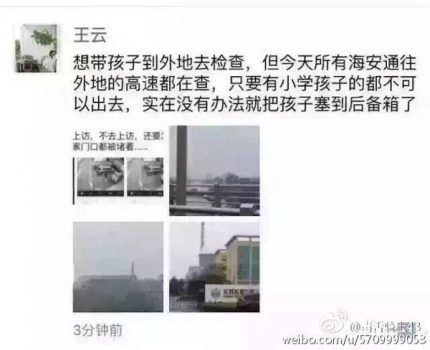 王云
想带孩子到外地去检查，但今天所有海安通往
外地的高速都在查，只要有小学孩子的都不可
以出去，实在没有办法就把孩子塞到后备箱了
上访、不去上访，还要
家门口都被堵着......
3分钟前
weibo.com/u/5709999053